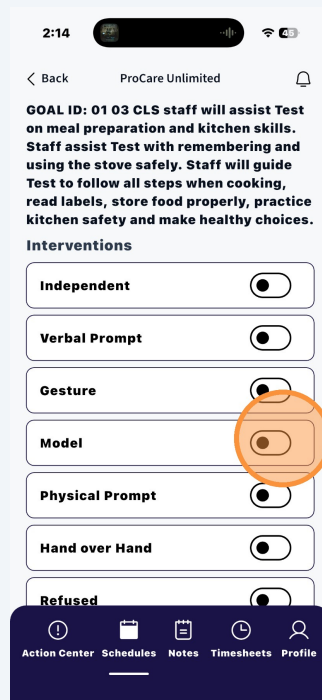 2:14
45
Back ProCare Unlimited
GOAL ID: 01 03 CLS staff will assist Test
on meal preparation and kitchen skills.
Staff assist Test with remembering and
using the stove safely. Staff will guide
Test to follow all steps when cooking,
read labels, store food properly, practice
kitchen safety and make healthy choices.
Interventions
Independent
Verbal Prompt
Gesture
Model
Physical Prompt
Hand over Hand
Refused
Action Center Schedules Notes Timesheets Profile